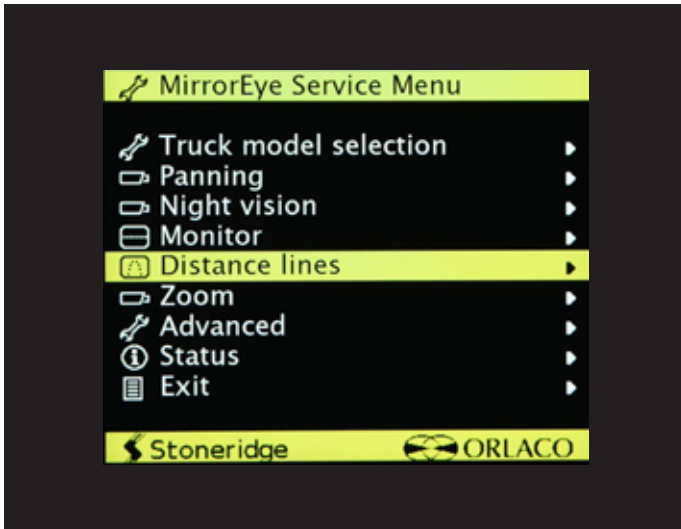 MirrorEye Service Menu
Truck model selection
Panning
Night vision
Monitor
Distance lines
Zoom
Advanced
Status
Exit
Stoneridge ORLACO